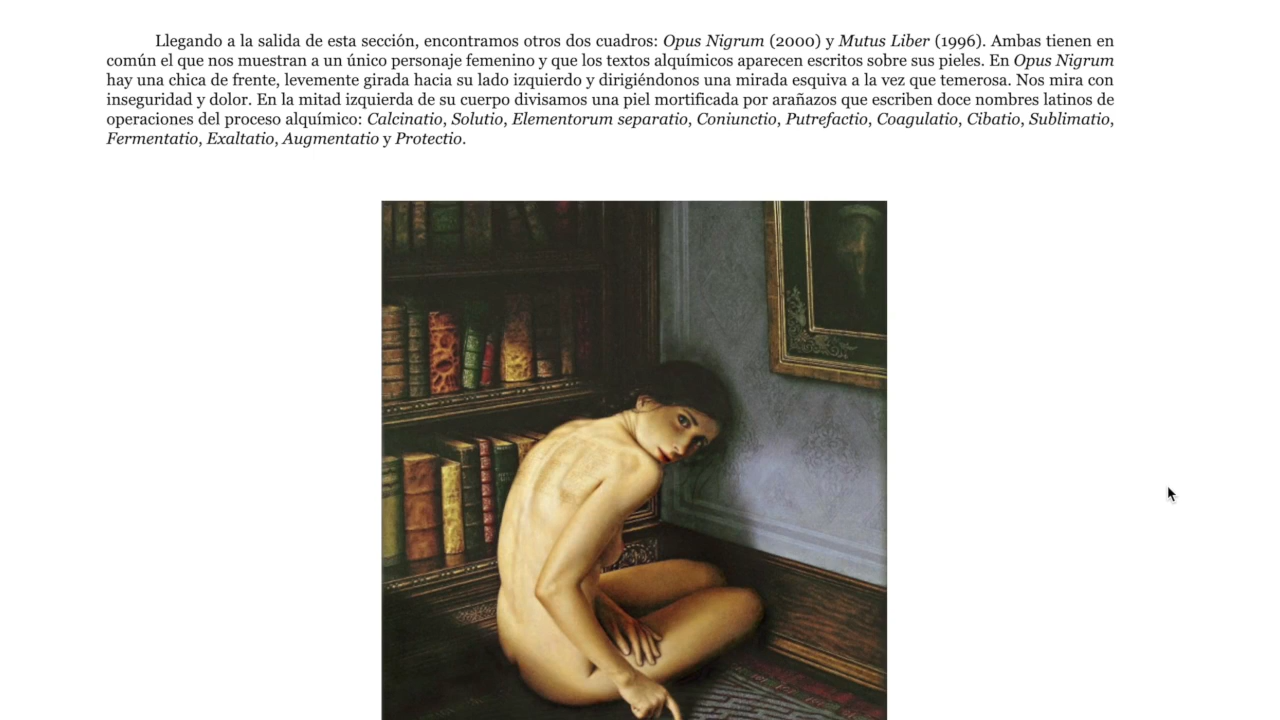 Llegando a la salida de esta sección, encontramos otros dos cuadros: Opus Nigrum (2000) y Mutus Liber (1996). Ambas tienen en
común el que nos muestran a un único personaje femenino y que los textos alquímicos aparecen escritos sobre sus pieles. En Opus Nigrum
hay una chica de frente, levemente girada hacia su lado izquierdo y dirigiéndonos una mirada esquiva a la vez que temerosa. Nos mira con
inseguridad y dolor. En la mitad izquierda de su cuerpo divisamos una piel mortificada por arañazos que escriben doce nombres latinos de
operaciones del proceso alquímico: Calcinatio, Solutio, Elementorum separatio, Coniunctio, Putrefactio, Coagulatio, Cibatio, Sublimatio,
Fermentatio, Exaltatio, Augmentatio y Protectio.